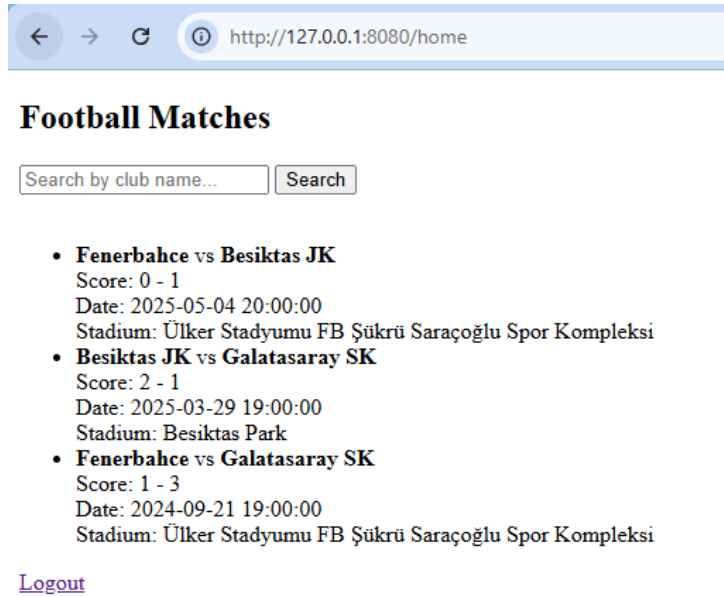 http://127.0.0.1:8080/home
Football Matches
Search by club name... Search
Fenerbahce vs Besiktas JK
Score: 0 - 1
Date: 2025-05-04 20:00:00
Stadium: Ülker Stadyumu FB Şükrü Saraçoğlu Spor Kompleksi
Besiktas JK vs Galatasaray SK
Score: 2 - 1
Date: 2025-03-29 19:00:00
Stadium: Besiktas Park
Fenerbahce vs Galatasaray SK
Score: 1 - 3
Date: 2024-09-21 19:00:00
Stadium: Ülker Stadyumu FB Şükrü Saraçoğlu Spor Kompleksi
Logout